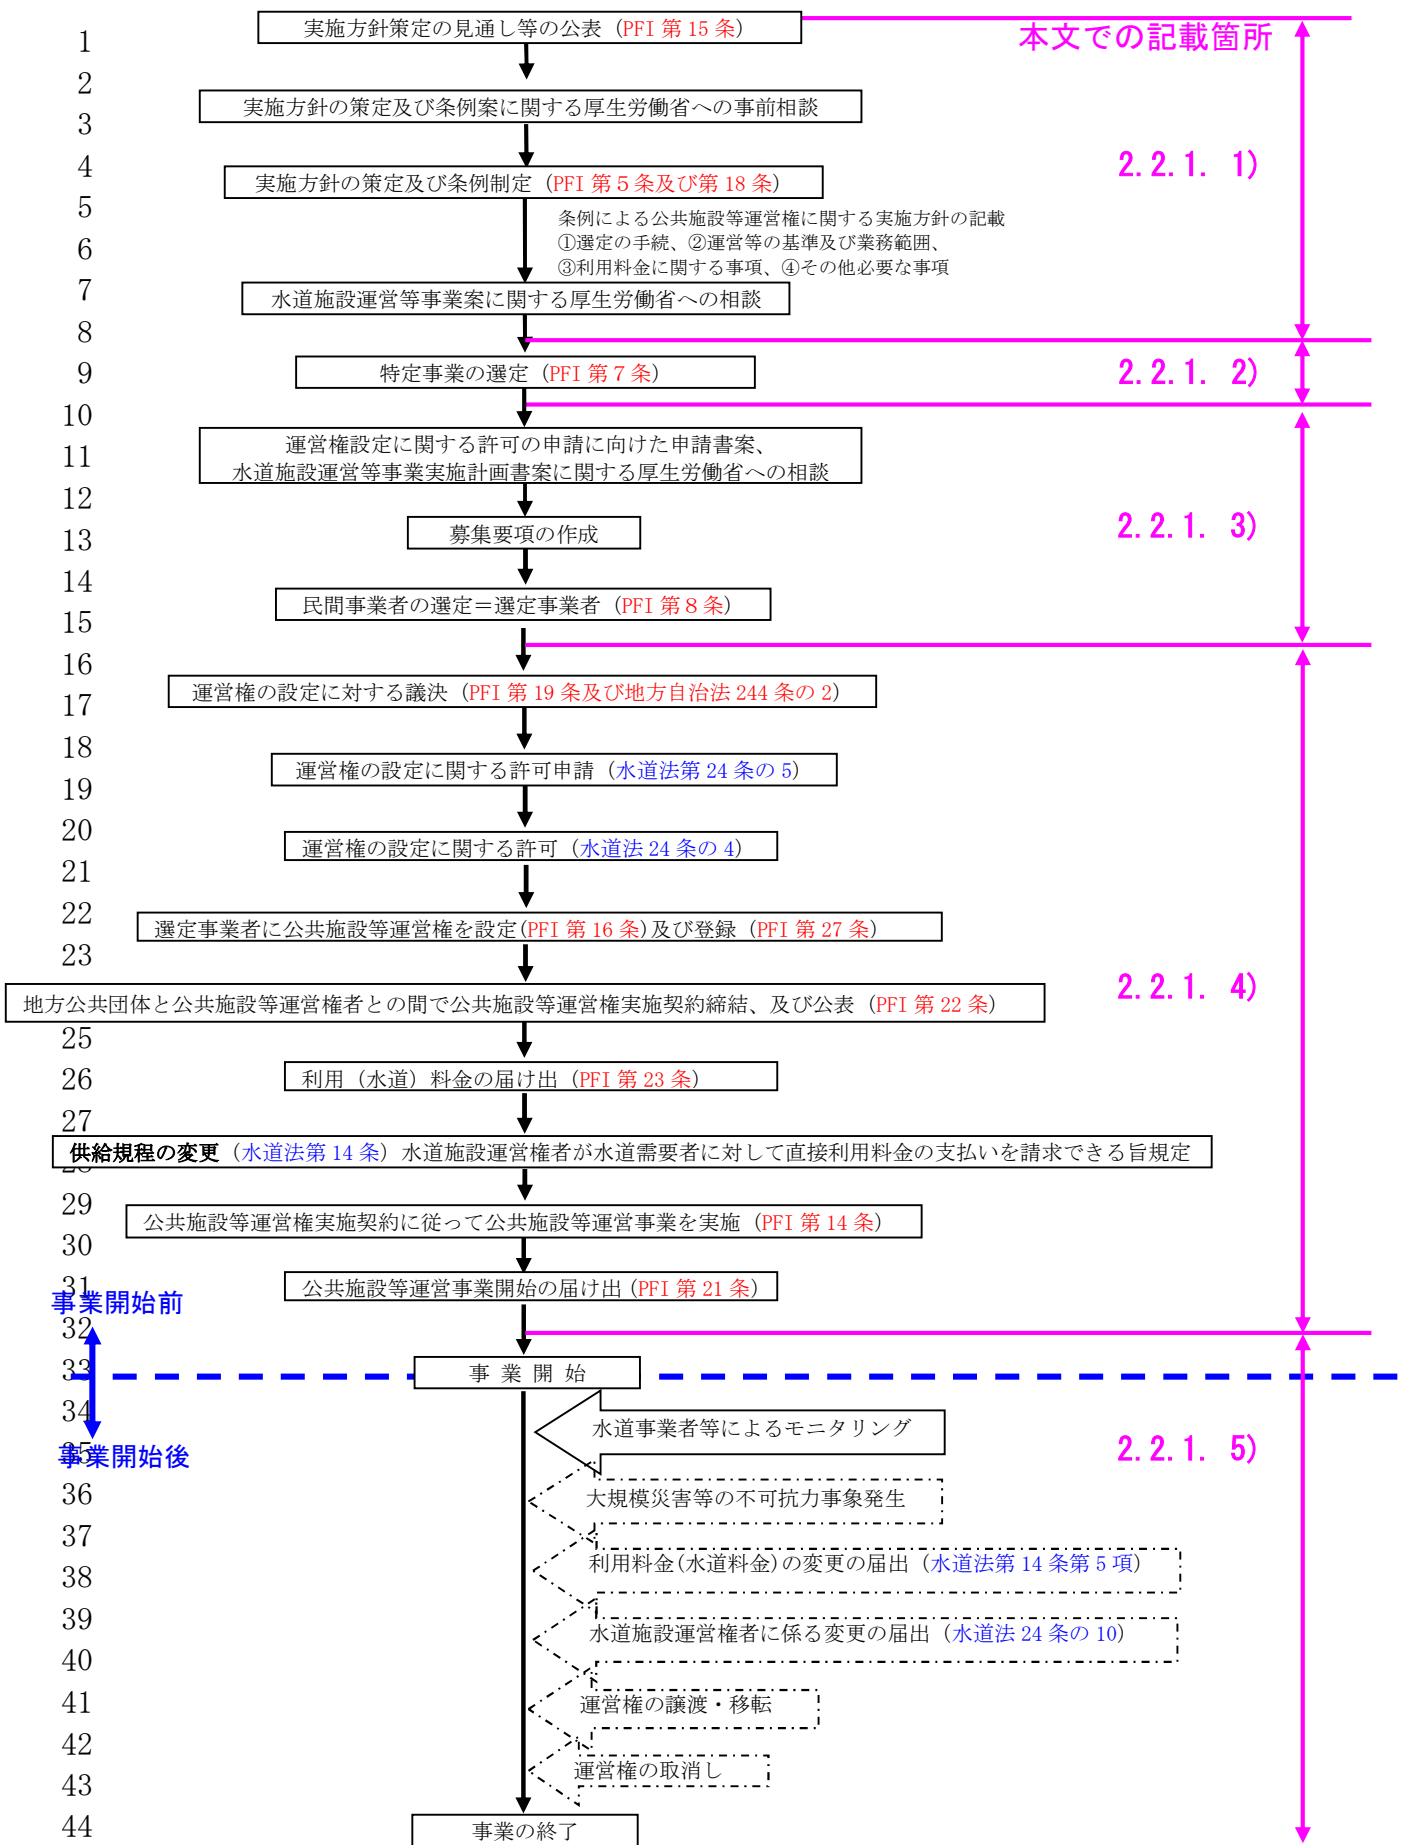 1
実施方針策定の見通し等の公表（PFI 第 15 条）
本文での記載箇所
2
3
実施方針の策定及び条例案に関する厚生労働省への事前相談
4
2.2.1. 1)
実施方針の策定及び条例制定（PFI 第５条及び第 18 条）
5
条例による公共施設等運営権に関する実施方針の記載
6
①選定の手続、②運営等の基準及び業務範囲、
③利用料金に関する事項、④その他必要な事項
7
水道施設運営等事業案に関する厚生労働省への相談
8
9
特定事業の選定（PFI 第７条）
2.2.1. 2)
10
運営権設定に関する許可の申請に向けた申請書案、
11
水道施設運営等事業実施計画書案に関する厚生労働省への相談
12
13
募集要項の作成
2.2.1. 3)
14
民間事業者の選定＝選定事業者（PFI 第８条）
15
16
17
運営権の設定に対する議決（PFI 第 19 条及び地方自治法 244 条の 2）
18
運営権の設定に関する許可申請（水道法第 24 条の 5）
19
20
運営権の設定に関する許可（水道法 24 条の 4）
21
22
選定事業者に公共施設等運営権を設定(PFI 第 16 条)及び登録（PFI 第 27 条）
23
2.2.1. 4)
地方公共団体と公共施設等運営権者との間で公共施設等運営権実施契約締結、及び公表（PFI 第 22 条）
25
26
利用（水道）料金の届け出（PFI 第 23 条）
27
供給規程の変更（水道法第 14 条）水道施設運営権者が水道需要者に対して直接利用料金の支払いを請求できる旨規定
28
29
公共施設等運営権実施契約に従って公共施設等運営事業を実施（PFI 第 14 条）
30
31
公共施設等運営事業開始の届け出(PFI 第 21 条）
事業開始前
32
33
事 業 開 始
34
水道事業者等によるモニタリング
35
事業開始後
2.2.1. 5)
36
大規模災害等の不可抗力事象発生
37
利用料金(水道料金)の変更の届出（水道法第 14 条第 5 項）
38
39
水道施設運営権者に係る変更の届出（水道法 24 条の 10）
40
41
運営権の譲渡・移転
42
運営権の取消し
43
44
事業の終了